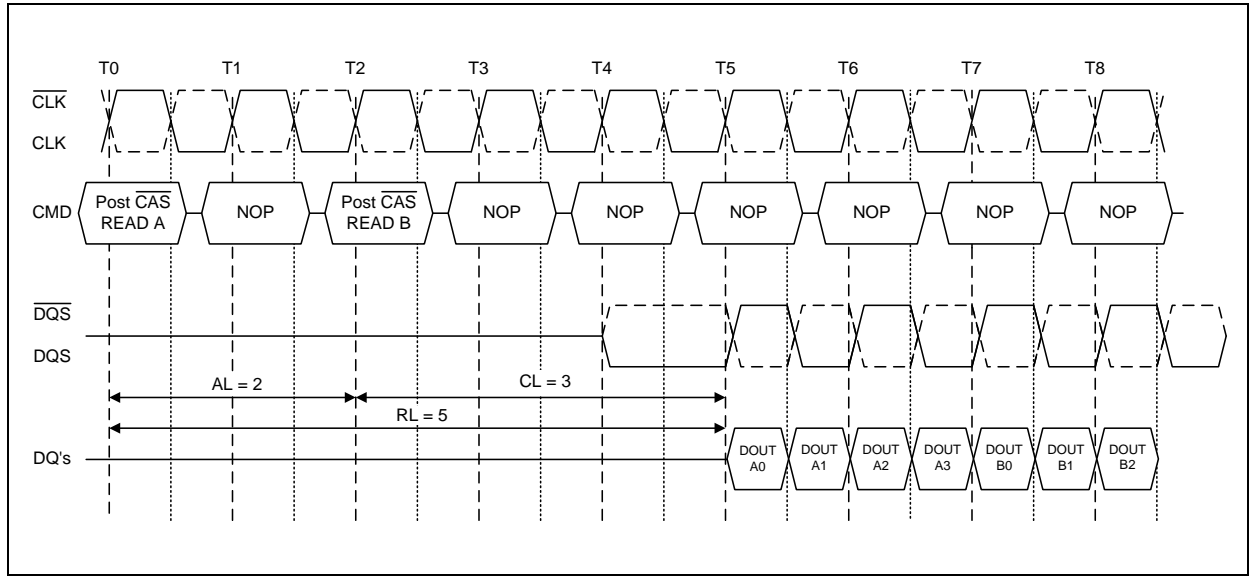 T0 T1 T2 T3 T4 T5 T6 T7 T8
CLK
CLK
CMD
Post CAS
READ A
NOP
Post CAS
READ B
NOP
NOP
NOP
NOP
NOP
NOP
DQS
DQS
AL = 2
CL = 3
RL = 5
DQ's
DOUT
A0
DOUT
A1
DOUT
A2
DOUT
A3
DOUT
B0
DOUT
B1
DOUT
B2